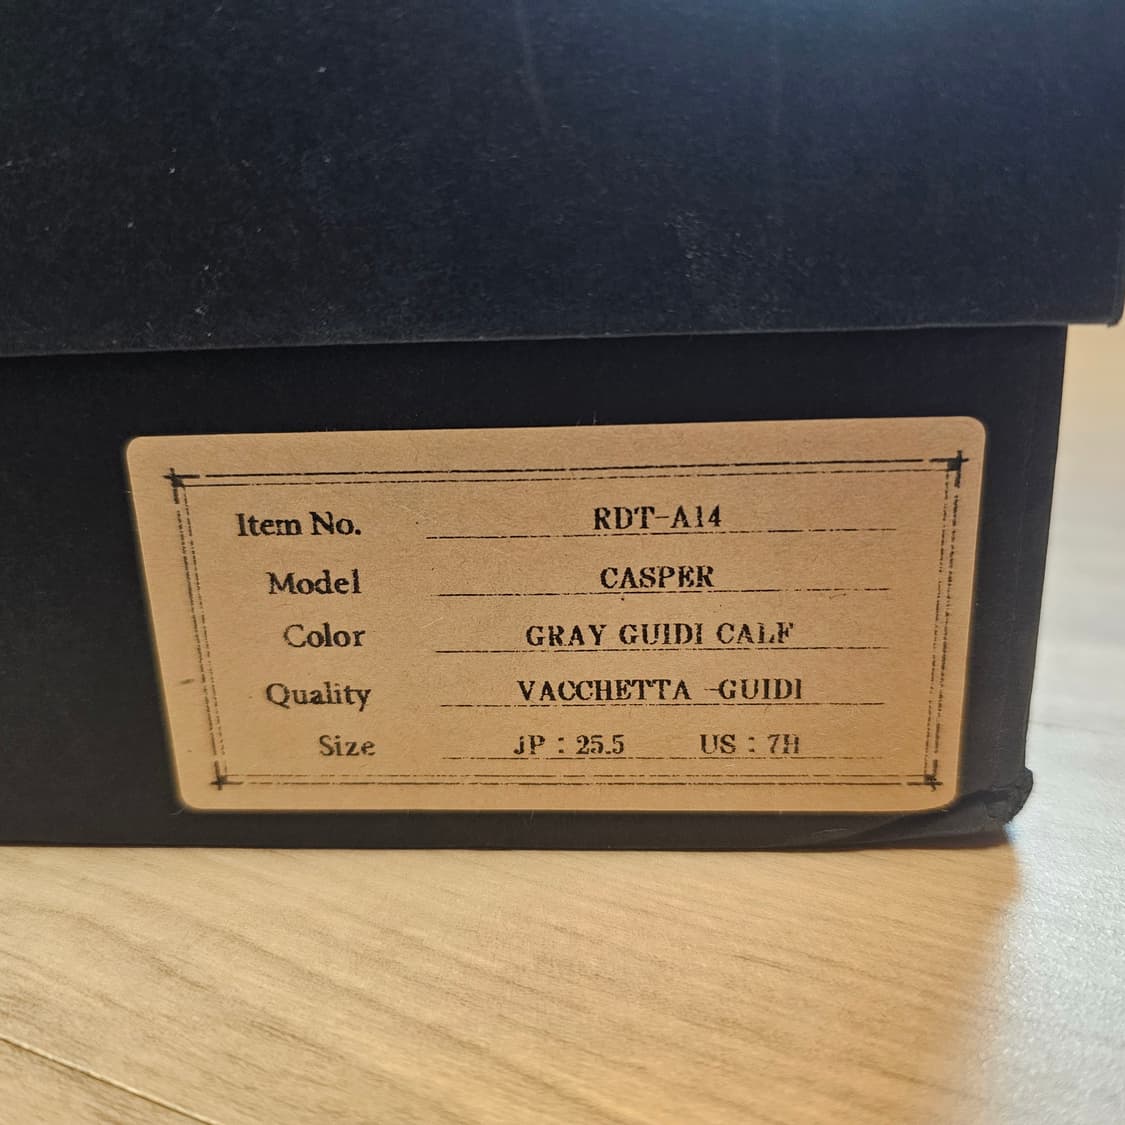 Item No. RDT-A14
Model CASPER
Color GRAY GUIDI CALF
Quality VACCHETTA -GUIDI
Size JP : 25.5 US : 7H